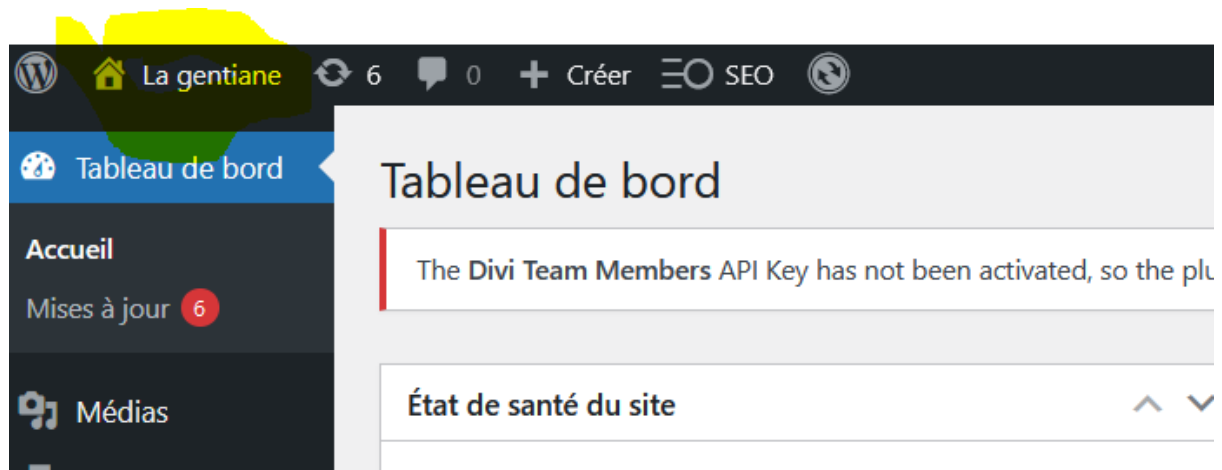 La gentiane 6 0 + Créer SEO
Tableau de bord
Tableau de bord
Accueil
The Divi Team Members API Key has not been activated, so the
Mises à jour 6
État de santé du site
Médias